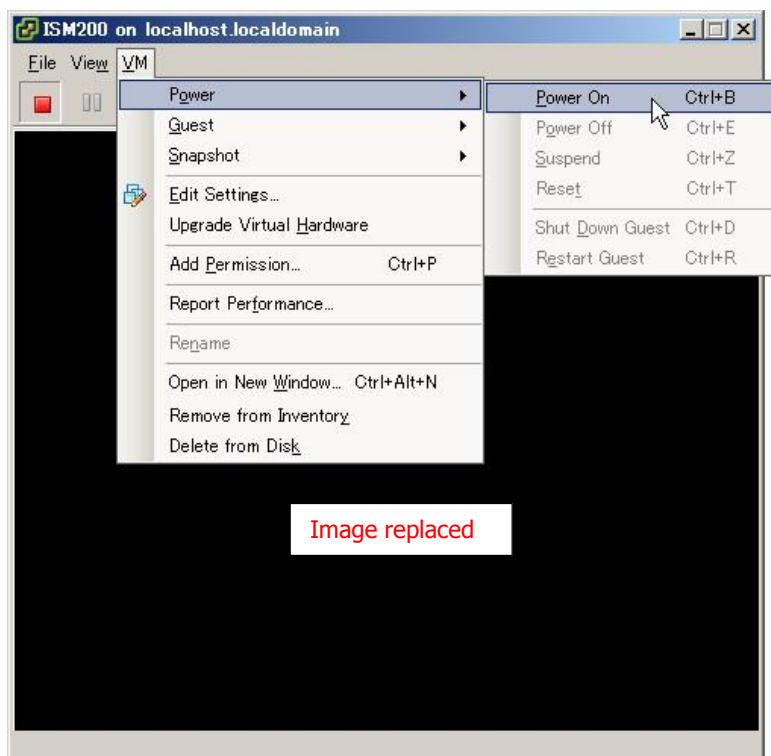 ISM200 on localhost.localdomain
File View VM
Power
Guest
Snapshot
Edit Settings...
Upgrade Virtual Hardware
Add Permission... Ctrl+P
Report Performance...
Rename
Open in New Window... Ctrl+Alt+N
Remove from Inventory
Delete from Disk
Power On Ctrl+B
Power Off Ctrl+E
Suspend Ctrl+Z
Reset Ctrl+T
Shut Down Guest Ctrl+D
Restart Guest Ctrl+R
Image replaced